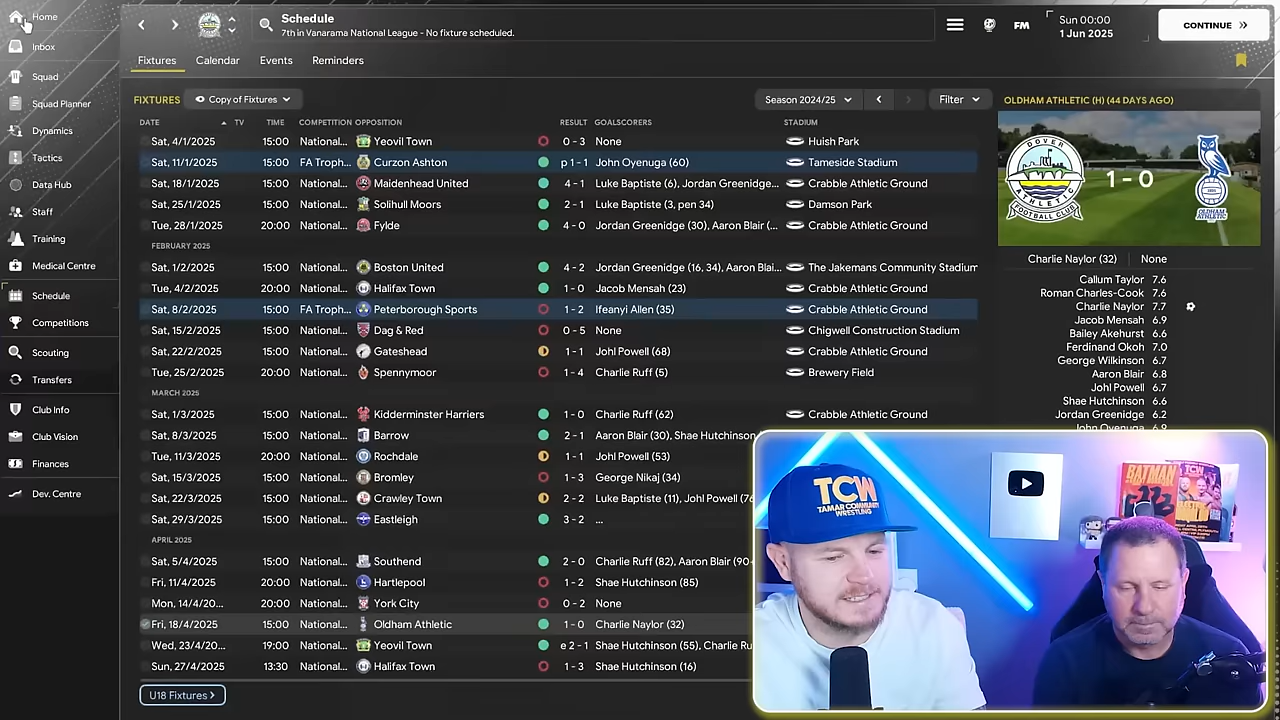 Home
Schedule
7th in Vanarama National League - No fixture scheduled.
FM
Sun 00:00
1 Jun 2025
CONTINUE
Inbox
Squad
Squad Planner
Dynamics
Tactics
Data Hub
Staff
Training
Medical Centre
Schedule
Competitions
Scouting
Transfers
Club Info
Club Vision
Finances
Dev. Centre
Fixtures Calendar Events Reminders
FIXTURES Copy of Fixtures Season 2024/25 Filter
DATE TV TIME COMPETITION OPPOSITION RESULT GOALSCORERS STADIUM
Sat, 4/1/2025 15:00 National... Yeovil Town 0 - 3 None Huish Park
Sat, 11/1/2025 15:00 FA Troph... Curzon Ashton p 1 - 1 John Oyenuga (60) Tameside Stadium
Sat, 18/1/2025 15:00 National... Maidenhead United 4 - 1 Luke Baptiste (6), Jordan Greenidge... Crabble Athletic Ground
Sat, 25/1/2025 15:00 National... Solihull Moors 2 - 1 Luke Baptiste (3, pen 34) Damson Park
Tue, 28/1/2025 20:00 National... Fylde 4 - 0 Jordan Greenidge (30), Aaron Blair (... Crabble Athletic Ground
FEBRUARY 2025
Sat, 1/2/2025 15:00 National... Boston United 4 - 2 Jordan Greenidge (16, 34), Aaron Blai... The Jakemans Community Stadium
Tue, 4/2/2025 20:00 National... Halifax Town 1 - 0 Jacob Mensah (23) Crabble Athletic Ground
Sat, 8/2/2025 15:00 FA Troph... Farnborough Sports 1 - 2 Ifeanyi Allen (35) Crabble Athletic Ground
Sat, 15/2/2025 15:00 National... Dag & Red 0 - 5 None Chigwell Construction Stadium
Sat, 22/2/2025 15:00 National... Gateshead 1 - 1 Johl Powell (68) Crabble Athletic Ground
Tue, 25/2/2025 20:00 National... Spennymoor 1 - 4 Charlie Ruff (5) Brewery Field
MARCH 2025
Sat, 1/3/2025 15:00 National... Kidderminster Harriers 1 - 0 Charlie Ruff (62) Crabble Athletic Ground
Sat, 8/3/2025 15:00 National... Barrow 2 - 1 Aaron Blair (30), Shae Hutchinson
Tue, 11/3/2025 20:00 National... Rochdale 1 - 1 Johl Powell (53)
Sat, 15/3/2025 15:00 National... Bromley 1 - 3 George Nikaj (34)
Sat, 22/3/2025 15:00 National... Crawley Town 2 - 2 Luke Baptiste (11), Johl Powell (76
Sat, 29/3/2025 15:00 National... Eastleigh 3 - 2 ...
APRIL 2025
Sat, 5/4/2025 15:00 National... Southend 2 - 0 Charlie Ruff (82), Aaron Blair (90
Fri, 11/4/2025 20:00 National... Hartlepool 1 - 2 Shae Hutchinson (85)
Mon, 14/4/20... 20:00 National... York City 0 - 2 None
Fri, 18/4/2025 15:00 National... Oldham Athletic 1 - 0 Charlie Naylor (32)
Wed, 23/4/20... 19:00 National... Yeovil Town e 2 - 1 Shae Hutchinson (55), Charlie Ru
Sun, 27/4/2025 13:30 National... Halifax Town 1 - 3 Shae Hutchinson (16)
U18 Fixtures
OLDHAM ATHLETIC (H) (44 DAYS AGO)
DOVER
ATHLETIC
FOOTBALL CLUB
1 - 0
OLDHAM
ATHLETIC
Charlie Naylor (32) None
Callum Taylor 7.6
Roman Charles-Cook 7.6
Charlie Naylor 7.7
Jacob Mensah 6.9
Bailey Akehurst 6.6
Ferdinand Okoh 7.0
George Wilkinson 6.7
Aaron Blair 6.8
Johl Powell 6.7
Shae Hutchinson 6.6
Jordan Greenidge 6.2
John Oyenuga 6.9
TCW
TAMAR COMMUNITY
WRESTLING
BATMAN
TCW